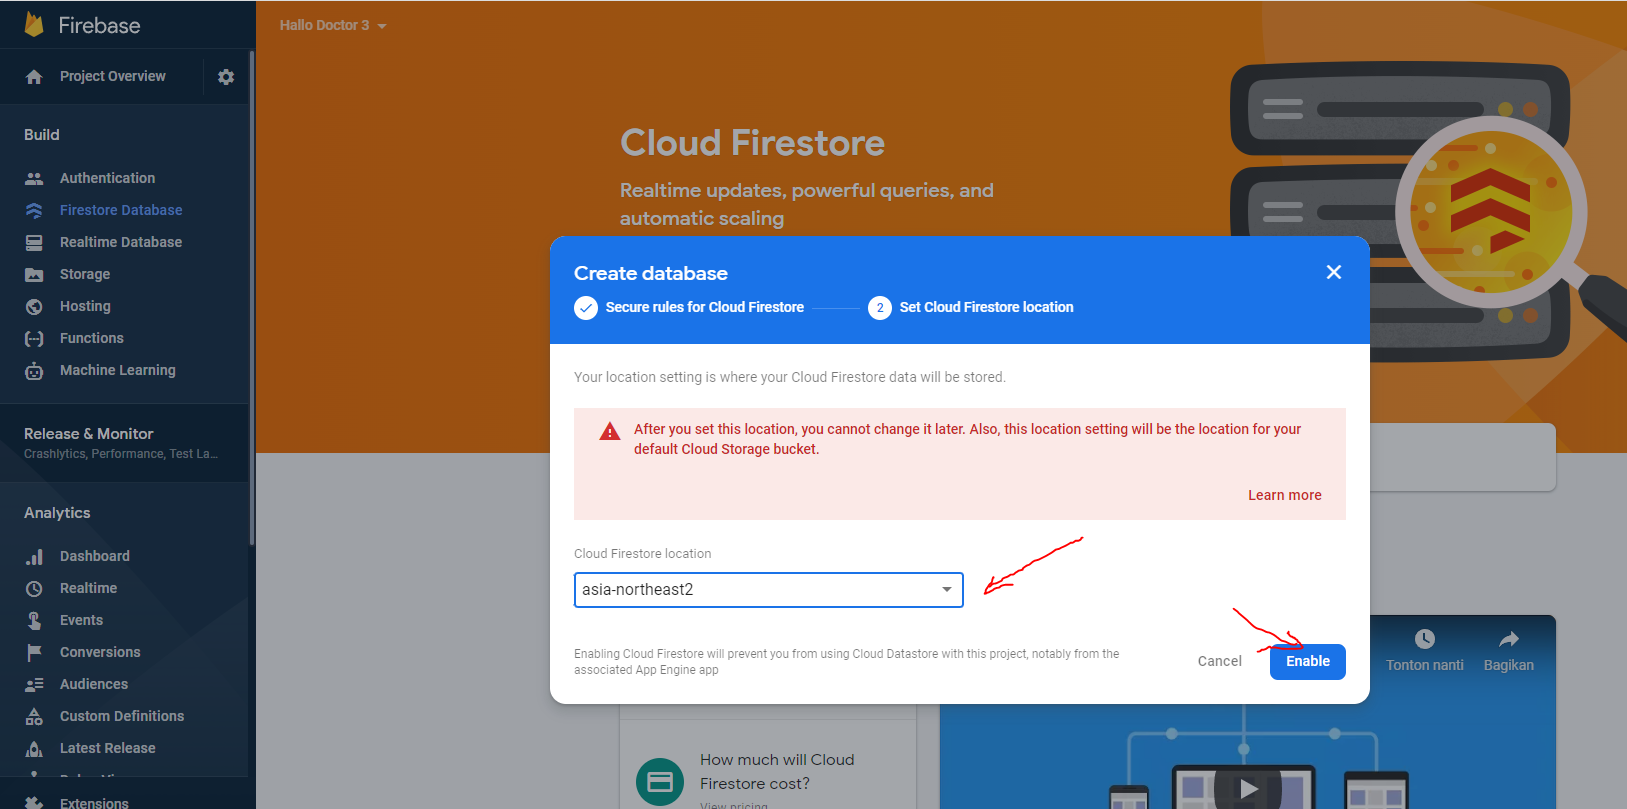 Firebase
Project Overview
Build
Authentication
Firestore Database
Realtime Database
Storage
Hosting
Functions
Machine Learning
Release & Monitor
Crashlytics, Performance, Test La...
Analytics
Dashboard
Realtime
Events
Conversions
Audiences
Custom Definitions
Latest Release
Extensions
Hallo Doctor 3
Cloud Firestore
Realtime updates, powerful queries, and
automatic scaling
Create database
Secure rules for Cloud Firestore
2 Set Cloud Firestore location
Your location setting is where your Cloud Firestore data will be stored.
After you set this location, you cannot change it later. Also, this location setting will be the location for your
default Cloud Storage bucket.
Learn more
Cloud Firestore location
asia-northeast2
Enabling Cloud Firestore will prevent you from using Cloud Datastore with this project, notably from the
associated App Engine app
Cancel
Enable
Tonton nanti
Bagikan
How much will Cloud
Firestore cost?
View pricing